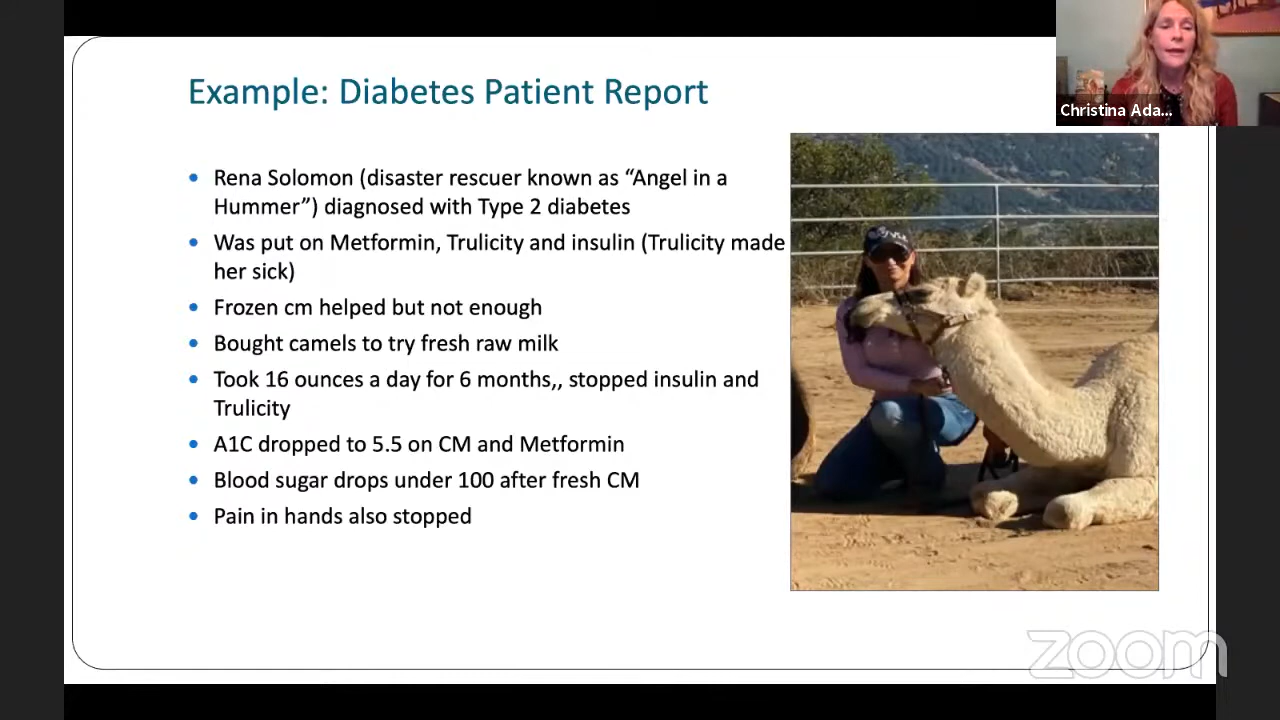 Example: Diabetes Patient Report
Christina Ada...
• Rena Solomon (disaster rescuer known as “Angel in a
Hummer”) diagnosed with Type 2 diabetes
• Was put on Metformin, Trulicity and insulin (Trulicity made
her sick)
• Frozen cm helped but not enough
• Bought camels to try fresh raw milk
• Took 16 ounces a day for 6 months,, stopped insulin and
Trulicity
• A1C dropped to 5.5 on CM and Metformin
• Blood sugar drops under 100 after fresh CM
• Pain in hands also stopped
zoom